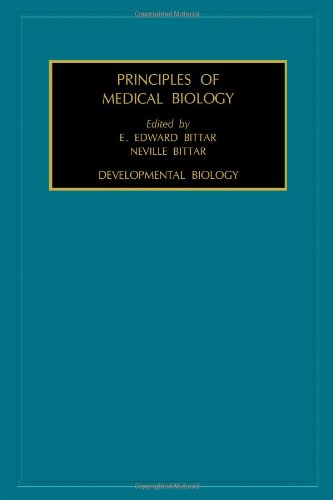 PRINCIPLES OF
MEDICAL BIOLOGY
Edited by
E. EDWARD BITTAR
NEVILLE BITTAR
DEVELOPMENTAL BIOLOGY